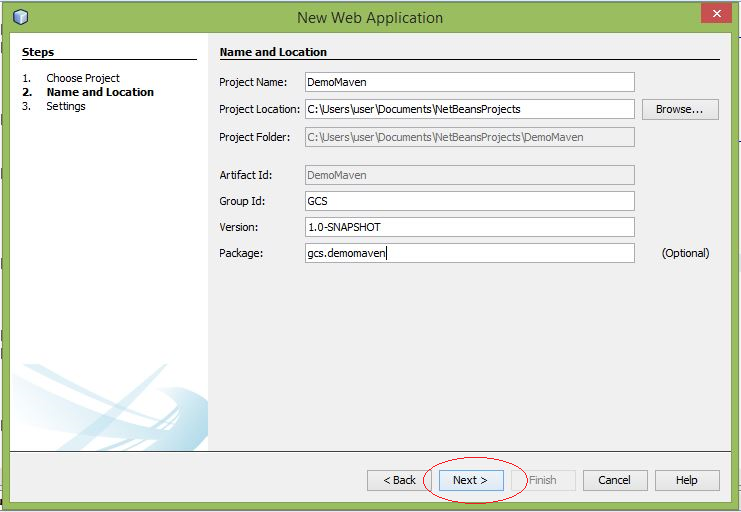 New Web Application
Steps
1. Choose Project
2. Name and Location
3. Settings
Name and Location
Project Name: DemoMaven
Project Location: C:\Users\user\Documents\NetBeansProjects Browse...
Project Folder: C:\Users\user\Documents\NetBeansProjects\DemoMaven
Artifact Id: DemoMaven
Group Id: GCS
Version: 1.0-SNAPSHOT
Package: gcs.demomaven (Optional)
< Back Next > Finish Cancel Help